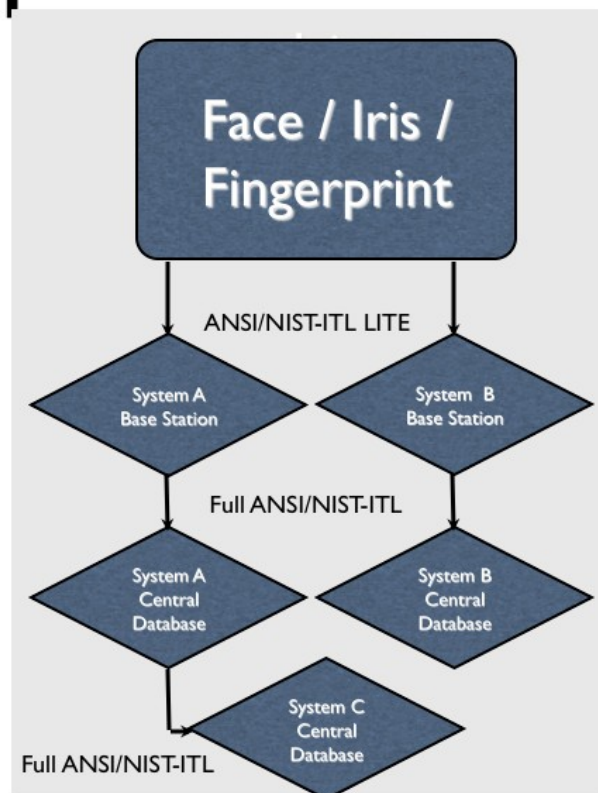 Face / Iris /
Fingerprint
ANSI/NIST-ITL LITE
System A
Base Station
System B
Base Station
Full ANSI/NIST-ITL
System A
Central
Database
System B
Central
Database
System C
Central
Database
Full ANSI/NIST-ITL